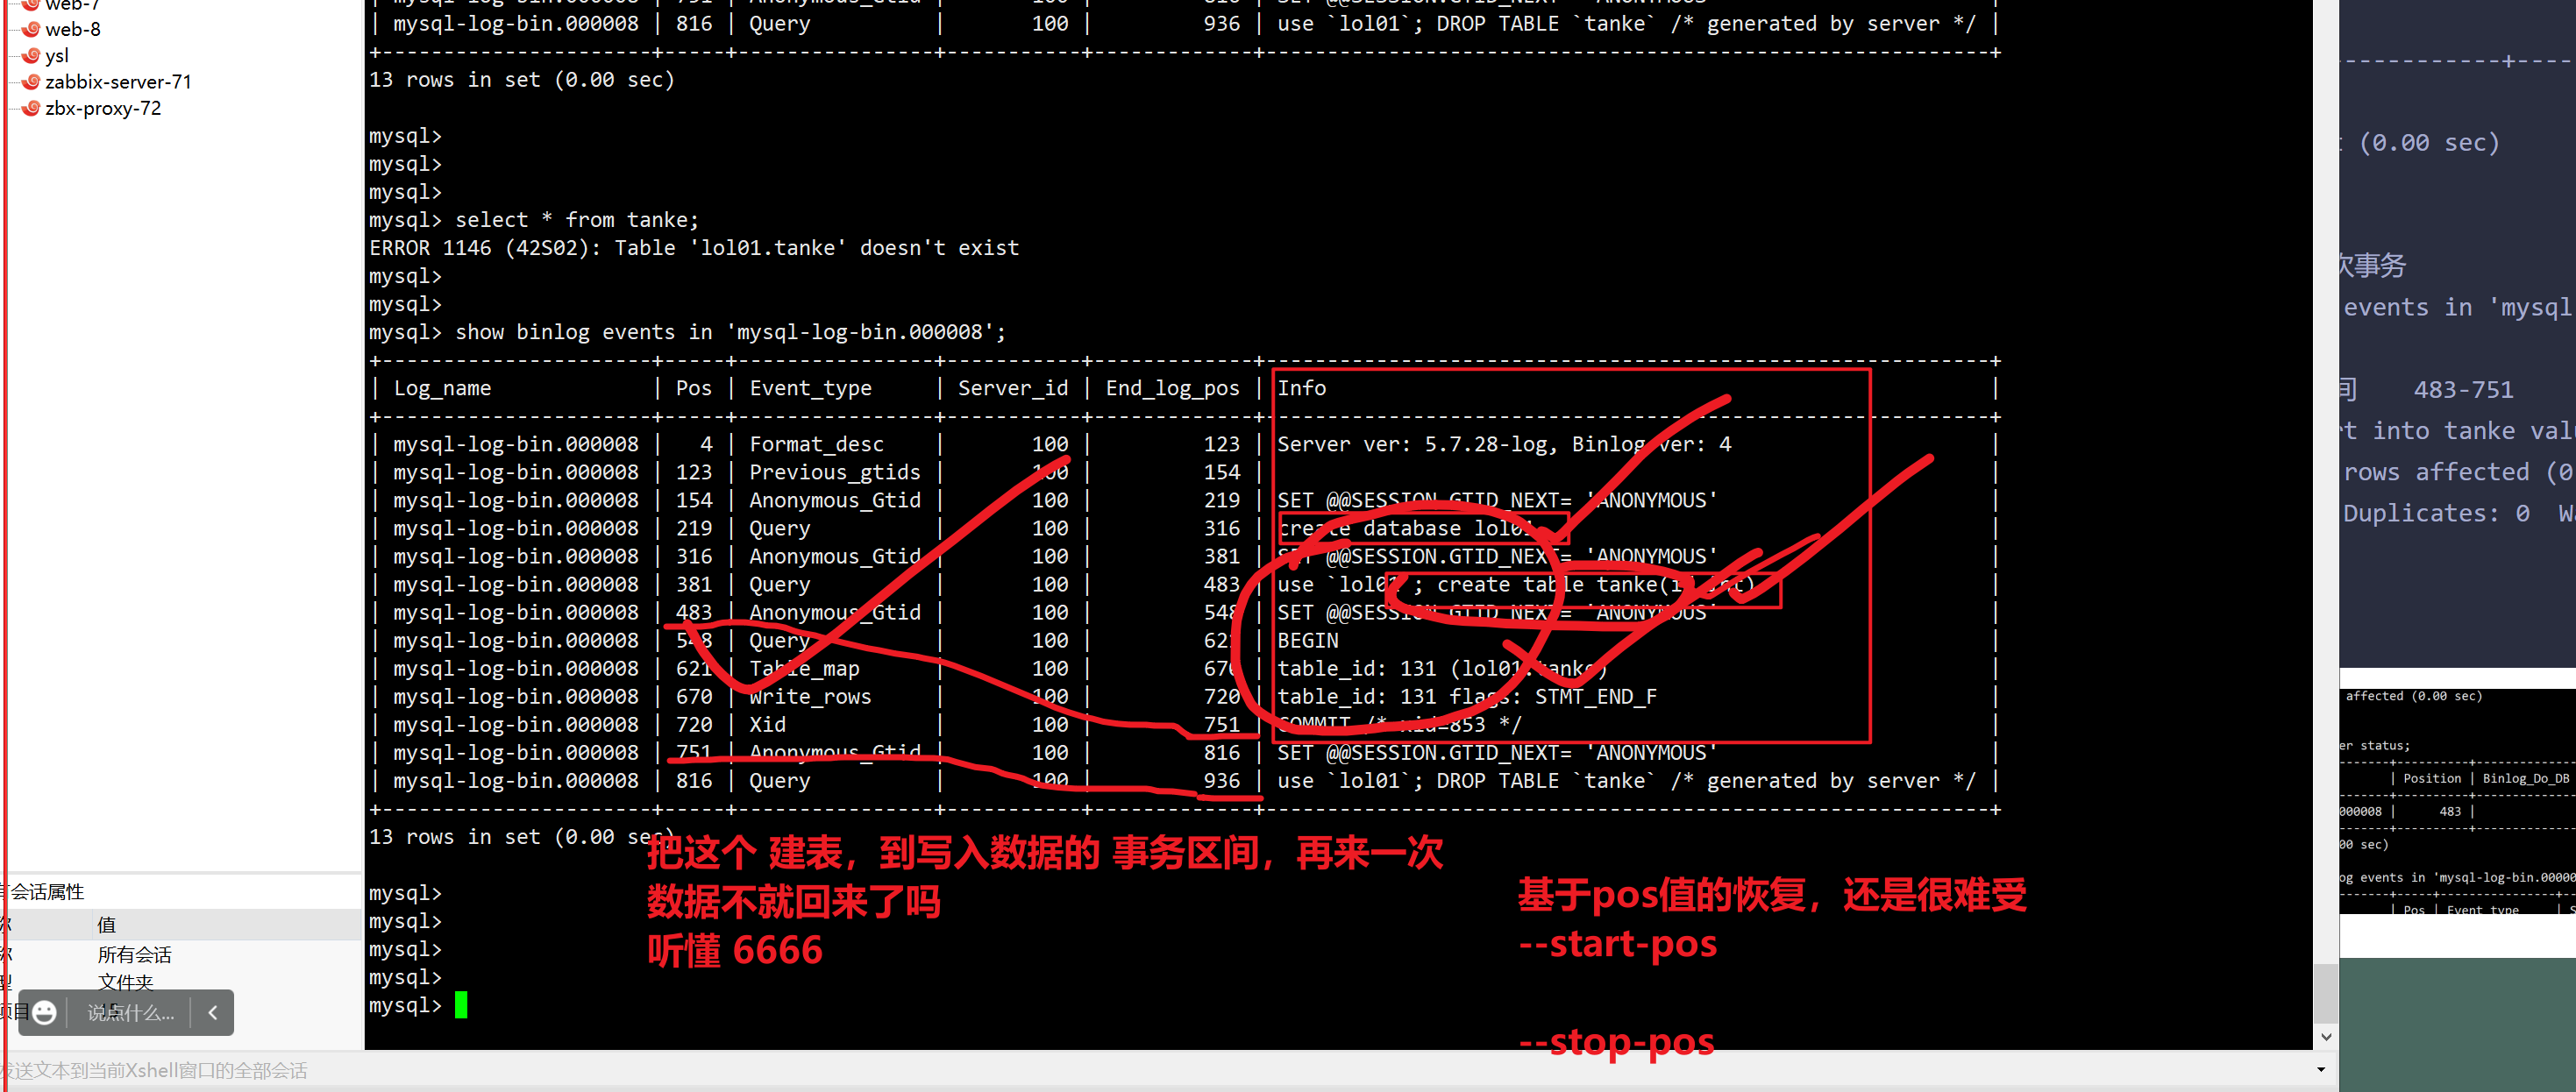 web-7
web-8
ysl
zabbix-server-71
zbx-proxy-72
会话属性
值
所有会话
文件夹
项目
说点什么...
发送文本到当前Xshell窗口的全部会话
| mysql-log-bin.000008 | 816 | Query | 100 | 936 | use `lol01`; DROP TABLE `tanke` /* generated by server */ |
13 rows in set (0.00 sec)
mysql>
mysql>
mysql>
mysql> select * from tanke;
ERROR 1146 (42S02): Table 'lol01.tanke' doesn't exist
mysql>
mysql>
mysql> show binlog events in 'mysql-log-bin.000008';
| Log_name | Pos | Event_type | Server_id | End_log_pos | Info |
| mysql-log-bin.000008 | 4 | Format_desc | 100 | 123 | Server ver: 5.7.28-log, Binlog ver: 4 |
| mysql-log-bin.000008 | 123 | Previous_gtids | 100 | 154 | |
| mysql-log-bin.000008 | 154 | Anonymous_Gtid | 100 | 219 | SET @@SESSION.GTID_NEXT= 'ANONYMOUS' |
| mysql-log-bin.000008 | 219 | Query | 100 | 316 | create database lol01 |
| mysql-log-bin.000008 | 316 | Anonymous_Gtid | 100 | 381 | SET @@SESSION.GTID_NEXT= 'ANONYMOUS' |
| mysql-log-bin.000008 | 381 | Query | 100 | 483 | use `lol01`; create table tanke(id int) |
| mysql-log-bin.000008 | 483 | Anonymous_Gtid | 100 | 548 | SET @@SESSION.GTID_NEXT= 'ANONYMOUS' |
| mysql-log-bin.000008 | 548 | Query | 100 | 621 | BEGIN |
| mysql-log-bin.000008 | 621 | Table_map | 100 | 670 | table_id: 131 (lol01.tanke) |
| mysql-log-bin.000008 | 670 | Write_rows | 100 | 720 | table_id: 131 flags: STMT_END_F |
| mysql-log-bin.000008 | 720 | Xid | 100 | 751 | COMMIT /* xid=853 */ |
| mysql-log-bin.000008 | 751 | Anonymous_Gtid | 100 | 816 | SET @@SESSION.GTID_NEXT= 'ANONYMOUS' |
| mysql-log-bin.000008 | 816 | Query | 100 | 936 | use `lol01`; DROP TABLE `tanke` /* generated by server */ |
13 rows in set (0.00 sec)
mysql>
mysql>
mysql>
mysql>
mysql>
把这个 建表，到写入数据的 事务区间，再来一次
数据不就回来了吗
听懂 6666
基于pos值的恢复，还是很难受
--start-pos
--stop-pos
(0.00 sec)
次事务
events in 'mysql
间 483-751
into tanke
rows affected (0
Duplicates: 0
affected (0.00 sec)
status;
| Position | Binlog_Do_DB
000008 | 483 |
sec)
events in 'mysql-log-bin.00000
| Pos | Event_type |